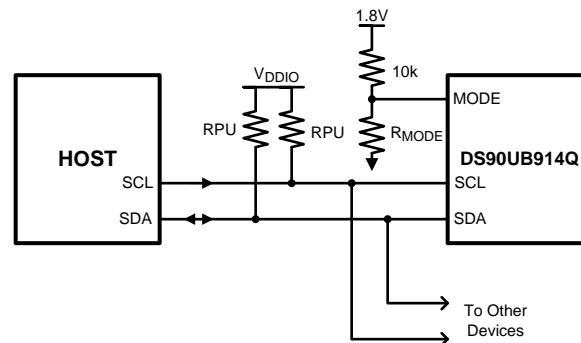 1.8V
10k
VDDIO
RPU
RPU
RMODE
MODE
HOST
DS90UB914Q
SCL
SCL
SDA
SDA
To Other
Devices